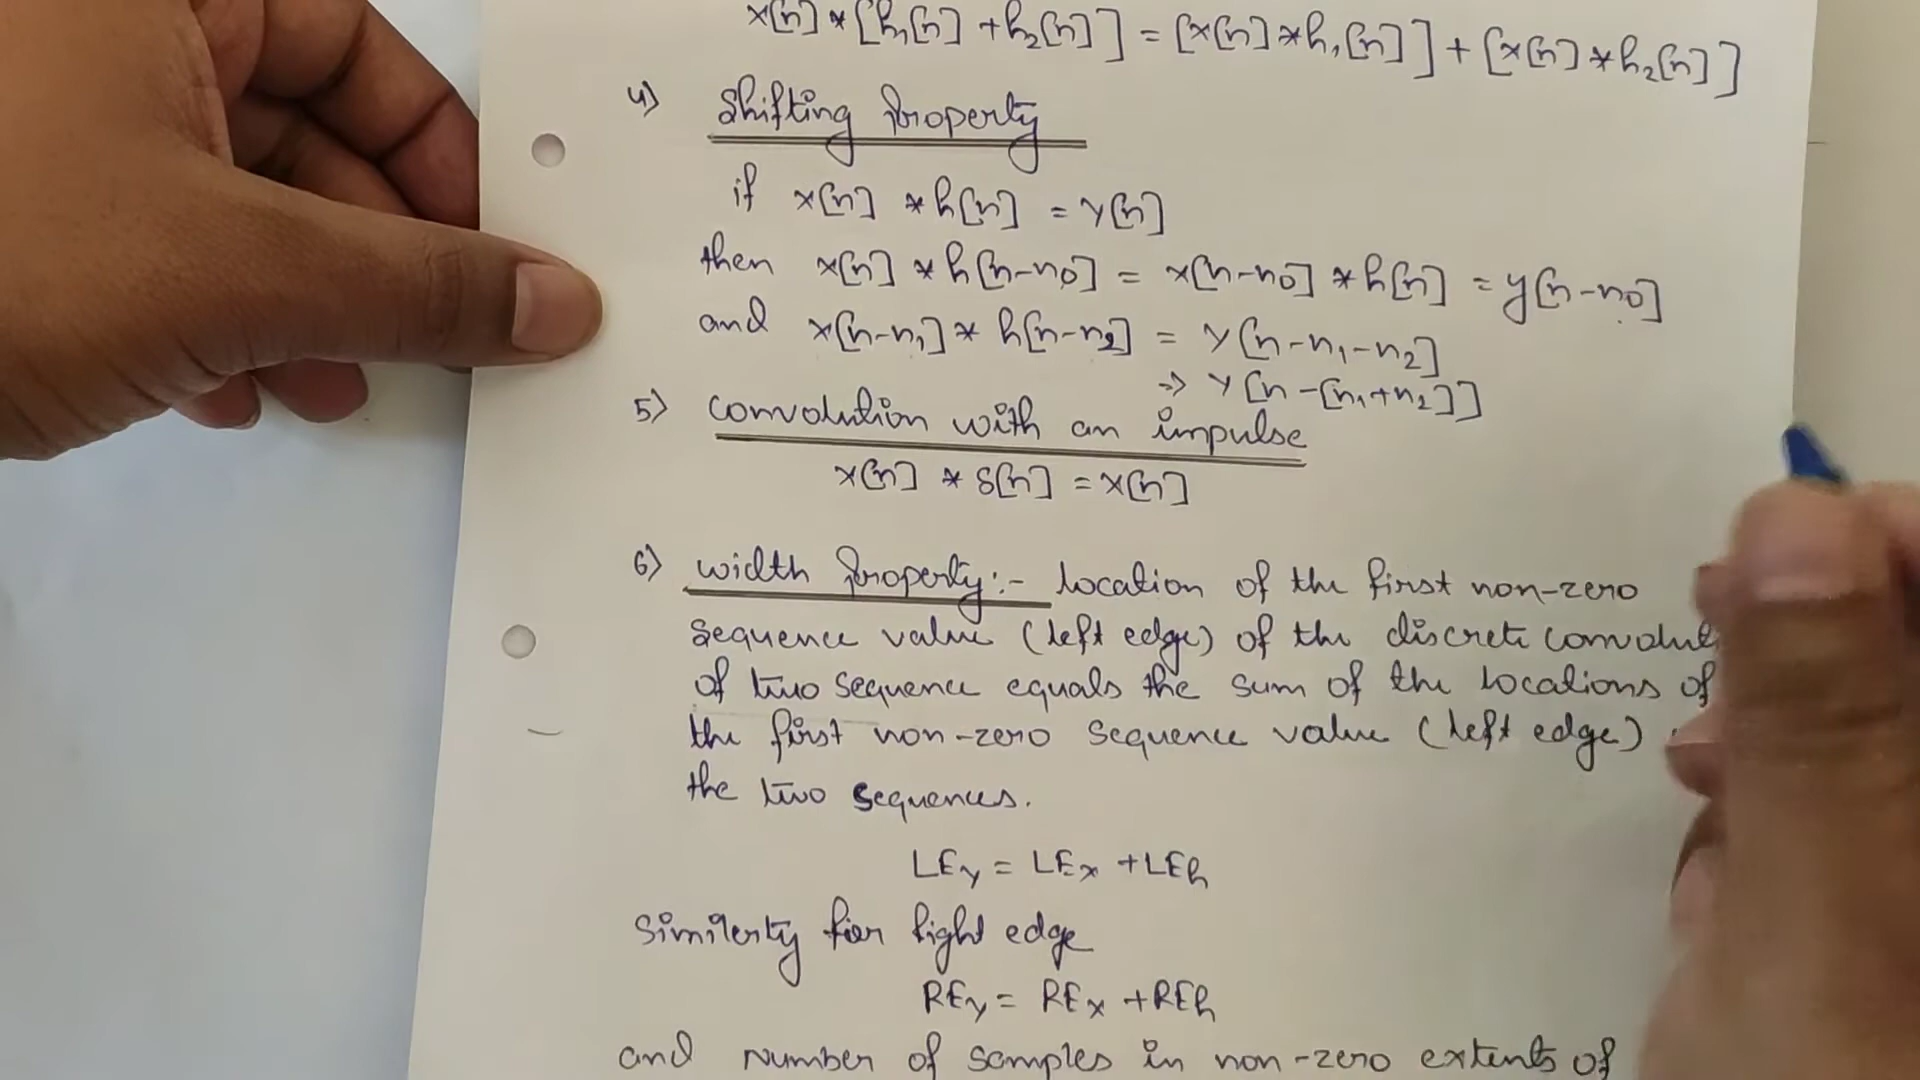 x[n] * [h₁[n] + h₂[n]] = [x[n] * h₁[n]] + [x[n] * h₂[n]]
4) Shifting Property
if x[n] * h[n] = y[n]
then x[n] * h[n-n0] = x[n-n0] * h[n] = y[n-n0]
and x[n-n₁] * h[n-n₂] = y[n-n₁-n₂]
⇒ y[n-[n₁+n₂]]
5) convolution with an impulse
x[n] * δ[n] = x[n]
6) width property:- location of the first non-zero
sequence value (left edge) of the discrete convolut
of two sequence equals the sum of the locations of
the first non-zero sequence value (left edge)
the two sequences.
LEy = LEx + LEh
Similerty for right edge
REy = REx + REh
and number of samples in non-zero extents of